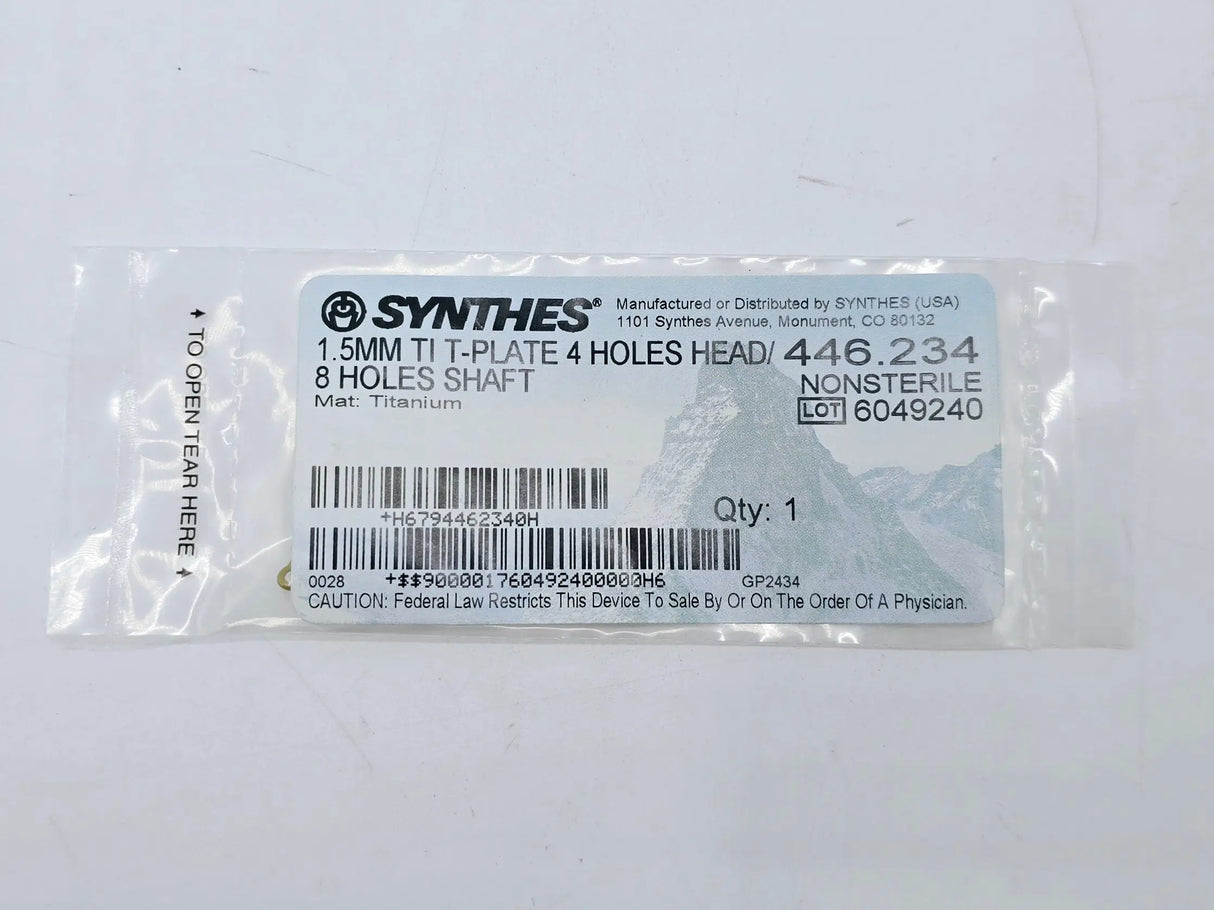 TO OPEN TEAR HERE
SYNTHES®
Manufactured or Distributed by SYNTHES (USA)
1101 Synthes Avenue, Monument, CO 80132
1.5MM TI T-PLATE 4 HOLES HEAD/ 446.234
8 HOLES SHAFT
NONSTERILE
Mat: Titanium
LOT 6049240
+H6794462340H
Qty: 1
0028 +$$9000001760492400000H6 GP2434
CAUTION: Federal Law Restricts This Device To Sale By Or On The Order Of A Physician.